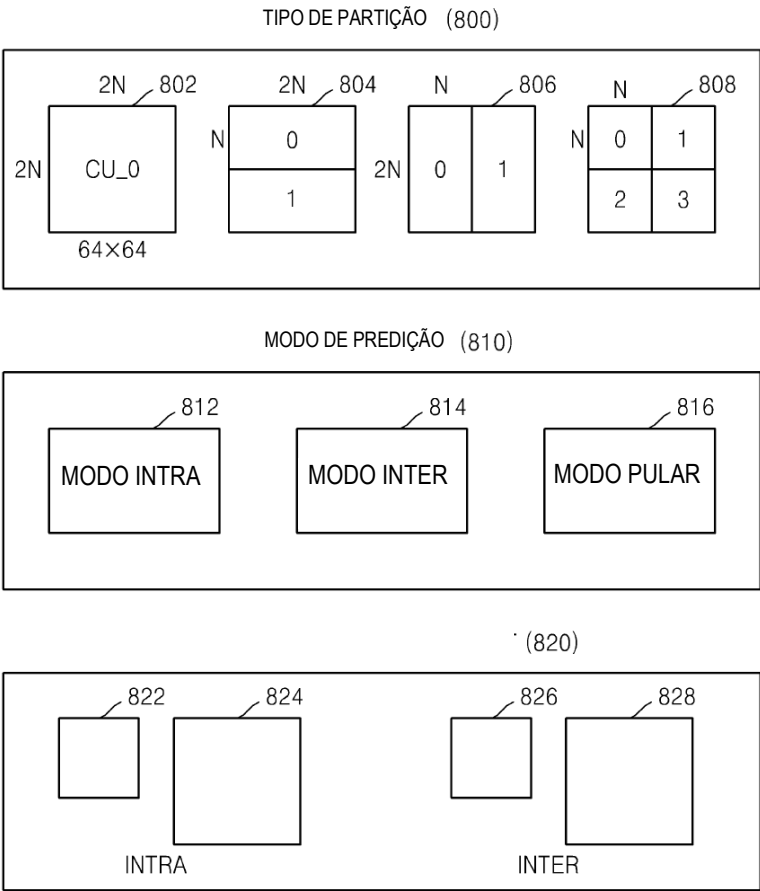 TIPO DE PARTIÇÃO (800)
2N 802 2N 804 N 806 N 808
2N CU_0 N 0 2N 0 1 N 0 1
1 2 3
64×64
MODO DE PREDIÇÃO (810)
812 814 816
MODO INTRA MODO INTER MODO PULAR
(820)
822 824 826 828
INTRA INTER